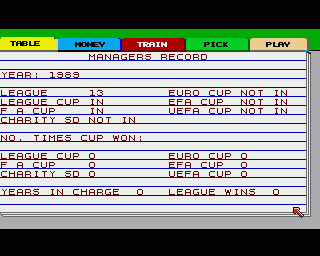 TABLE MONEY TRAIN PICK PLAY
MANAGERS RECORD
YEAR: 1989
LEAGUE 13 EURO CUP NOT IN
LEAGUE CUP IN EFA CUP NOT IN
F A CUP IN UEFA CUP NOT IN
CHARITY SD NOT IN
NO. TIMES CUP WON:
LEAGUE CUP 0 EURO CUP 0
F A CUP 0 EFA CUP 0
CHARITY SD 0 UEFA CUP 0
YEARS IN CHARGE 0 LEAGUE WINS 0